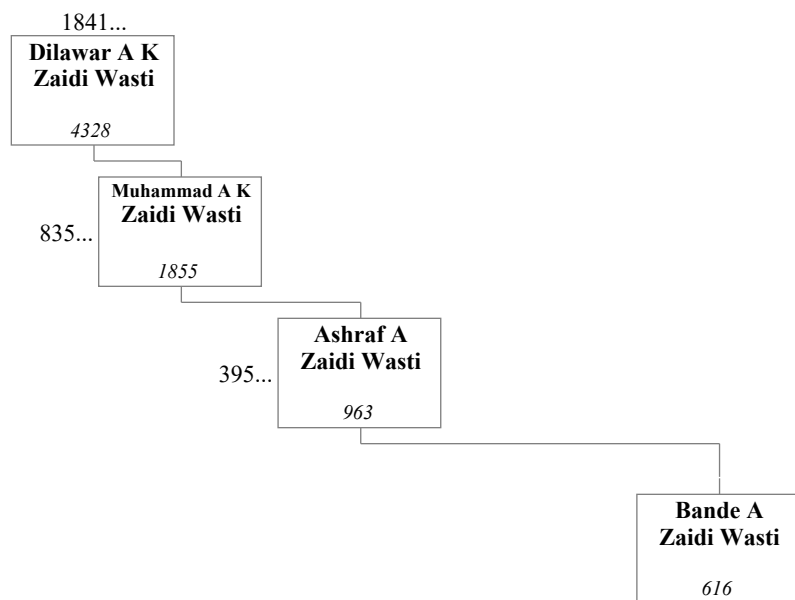 1841...
Dilawar A K
Zaidi Wasti
4328
Muhammad A K
Zaidi Wasti
835...
1855
Ashraf A
Zaidi Wasti
395...
963
Bande A
Zaidi Wasti
616